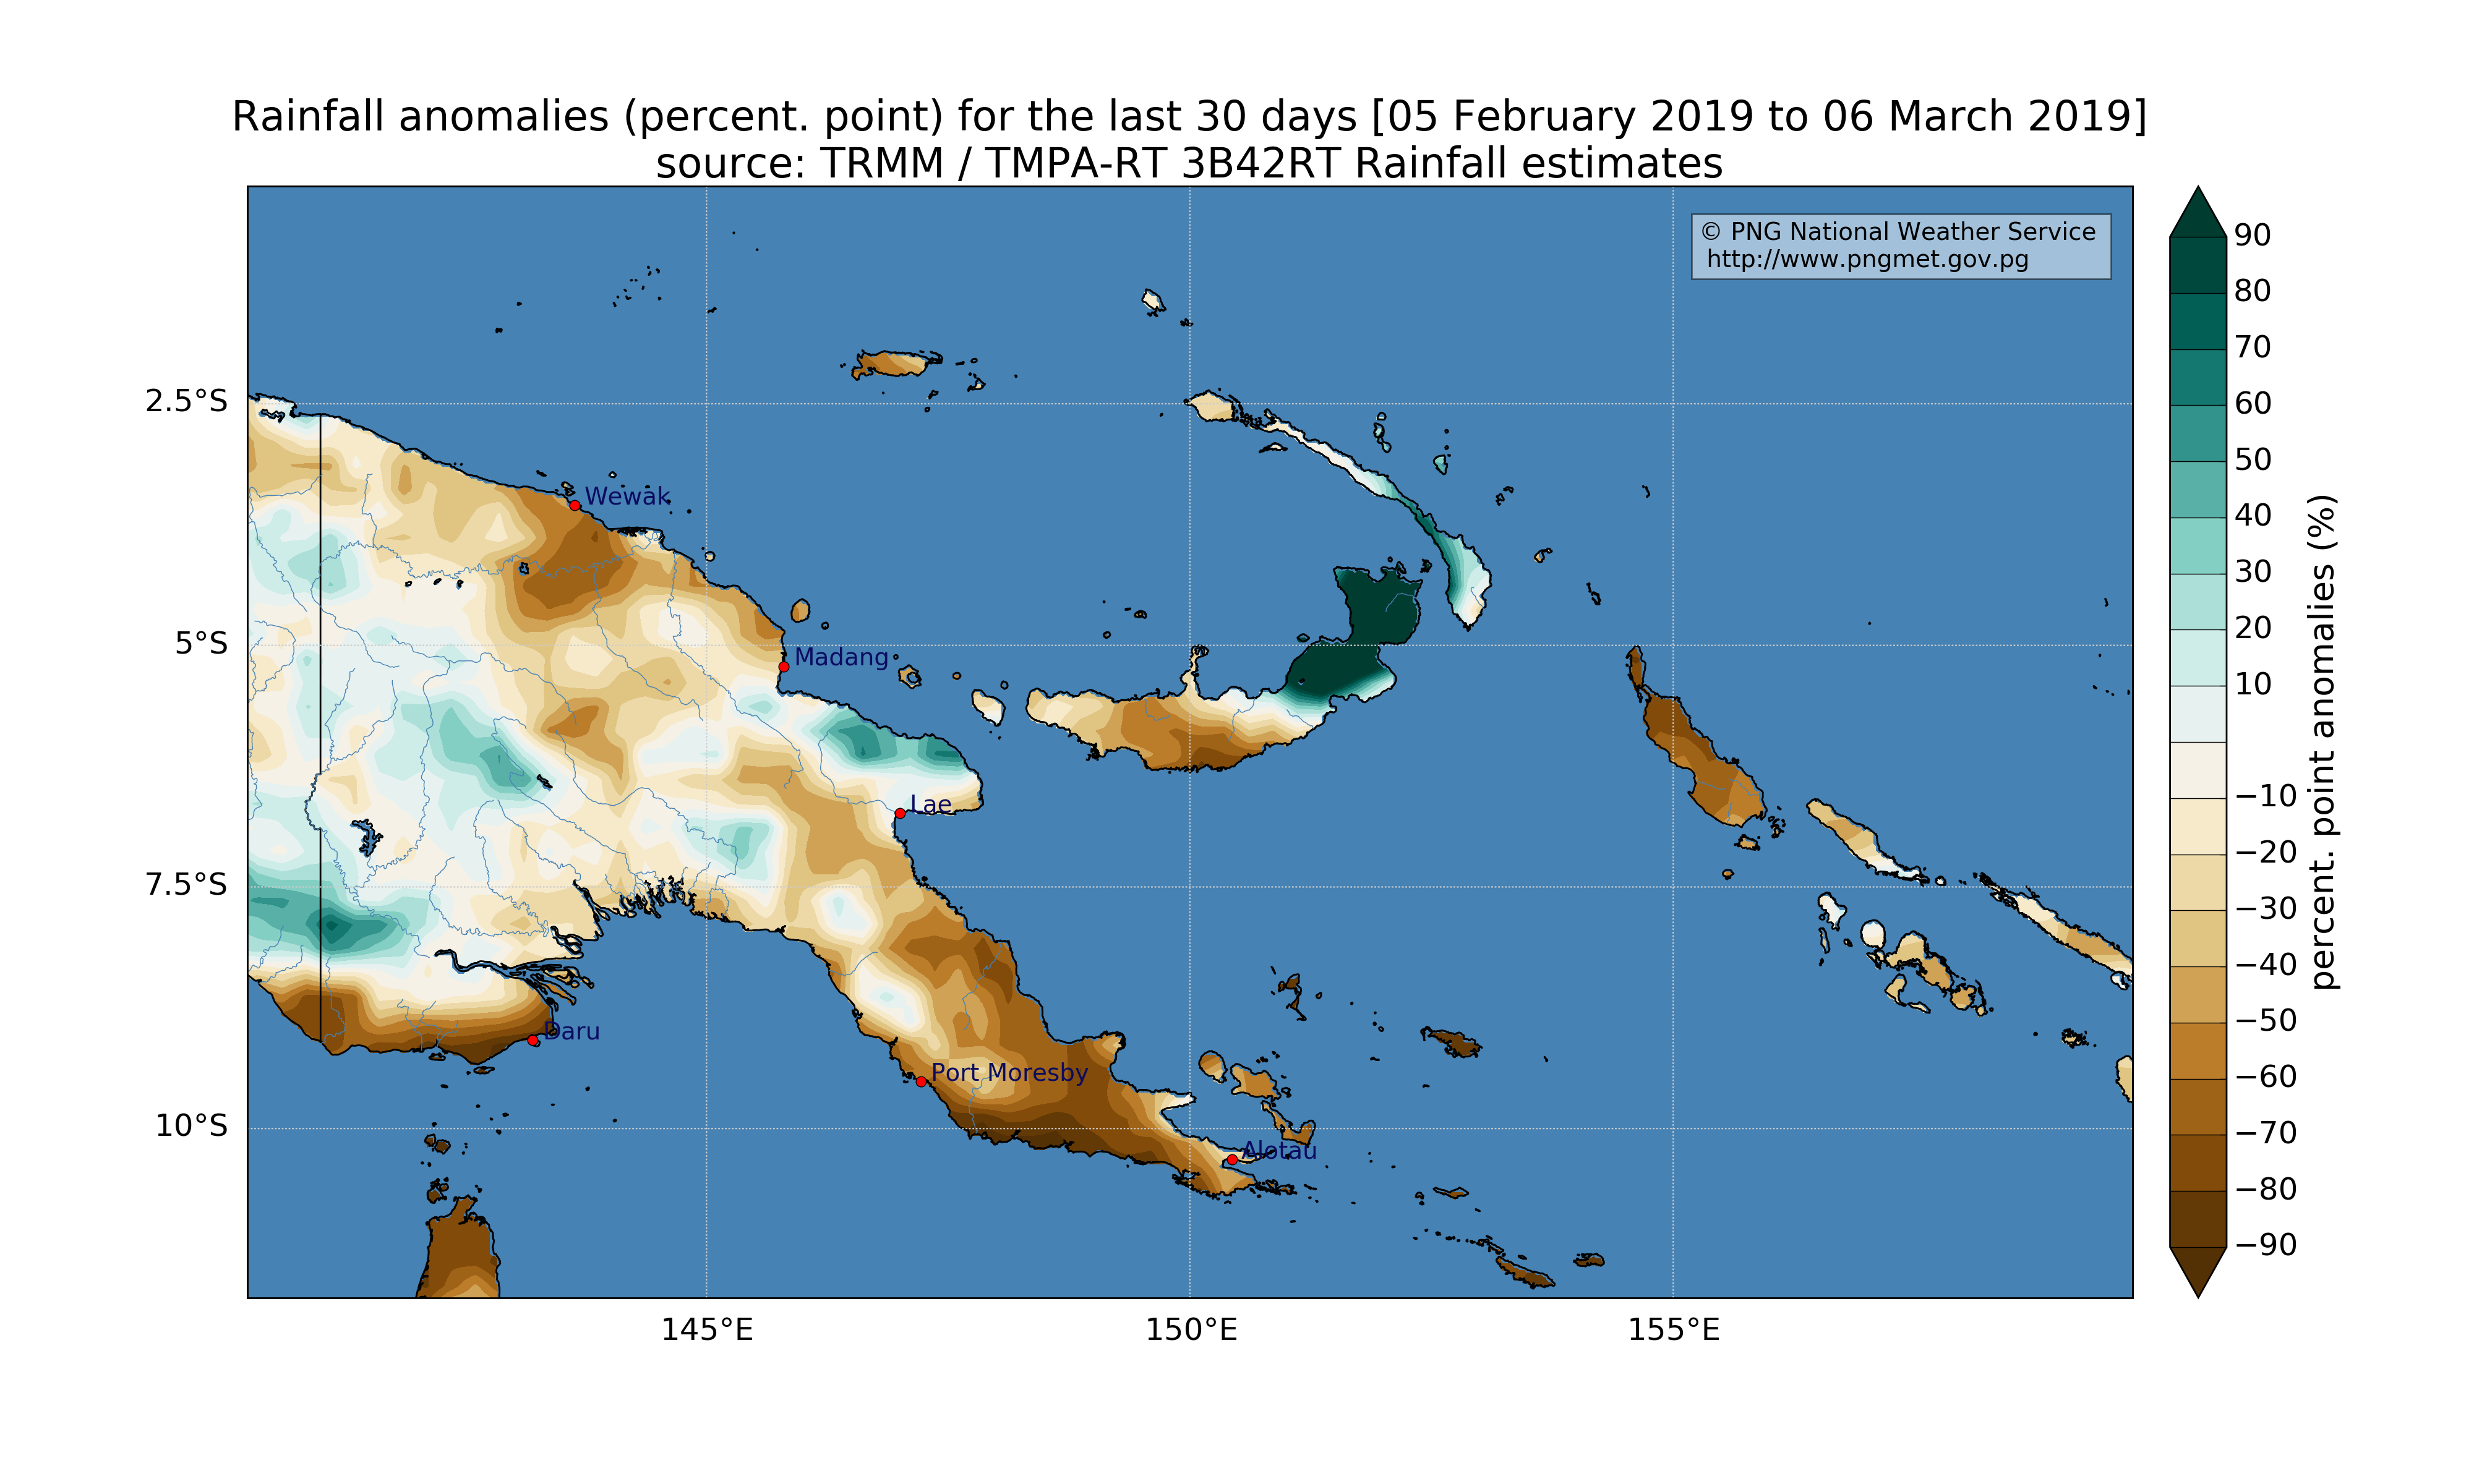 Rainfall anomalies (percent. point) for the last 30 days [05 February 2019 to 06 March 2019]
source: TRMM / TMPA-RT 3B42RT Rainfall estimates
© PNG National Weather Service
http://www.pngmet.gov.pg
2.5°S
5°S
7.5°S
10°S
Wewak
Madang
Lae
Daru
Port Moresby
Alotau
145°E
150°E
155°E
90
80
70
60
50
40
30
20
10
−10
−20
−30
−40
−50
−60
−70
−80
−90
percent. point anomalies (%)